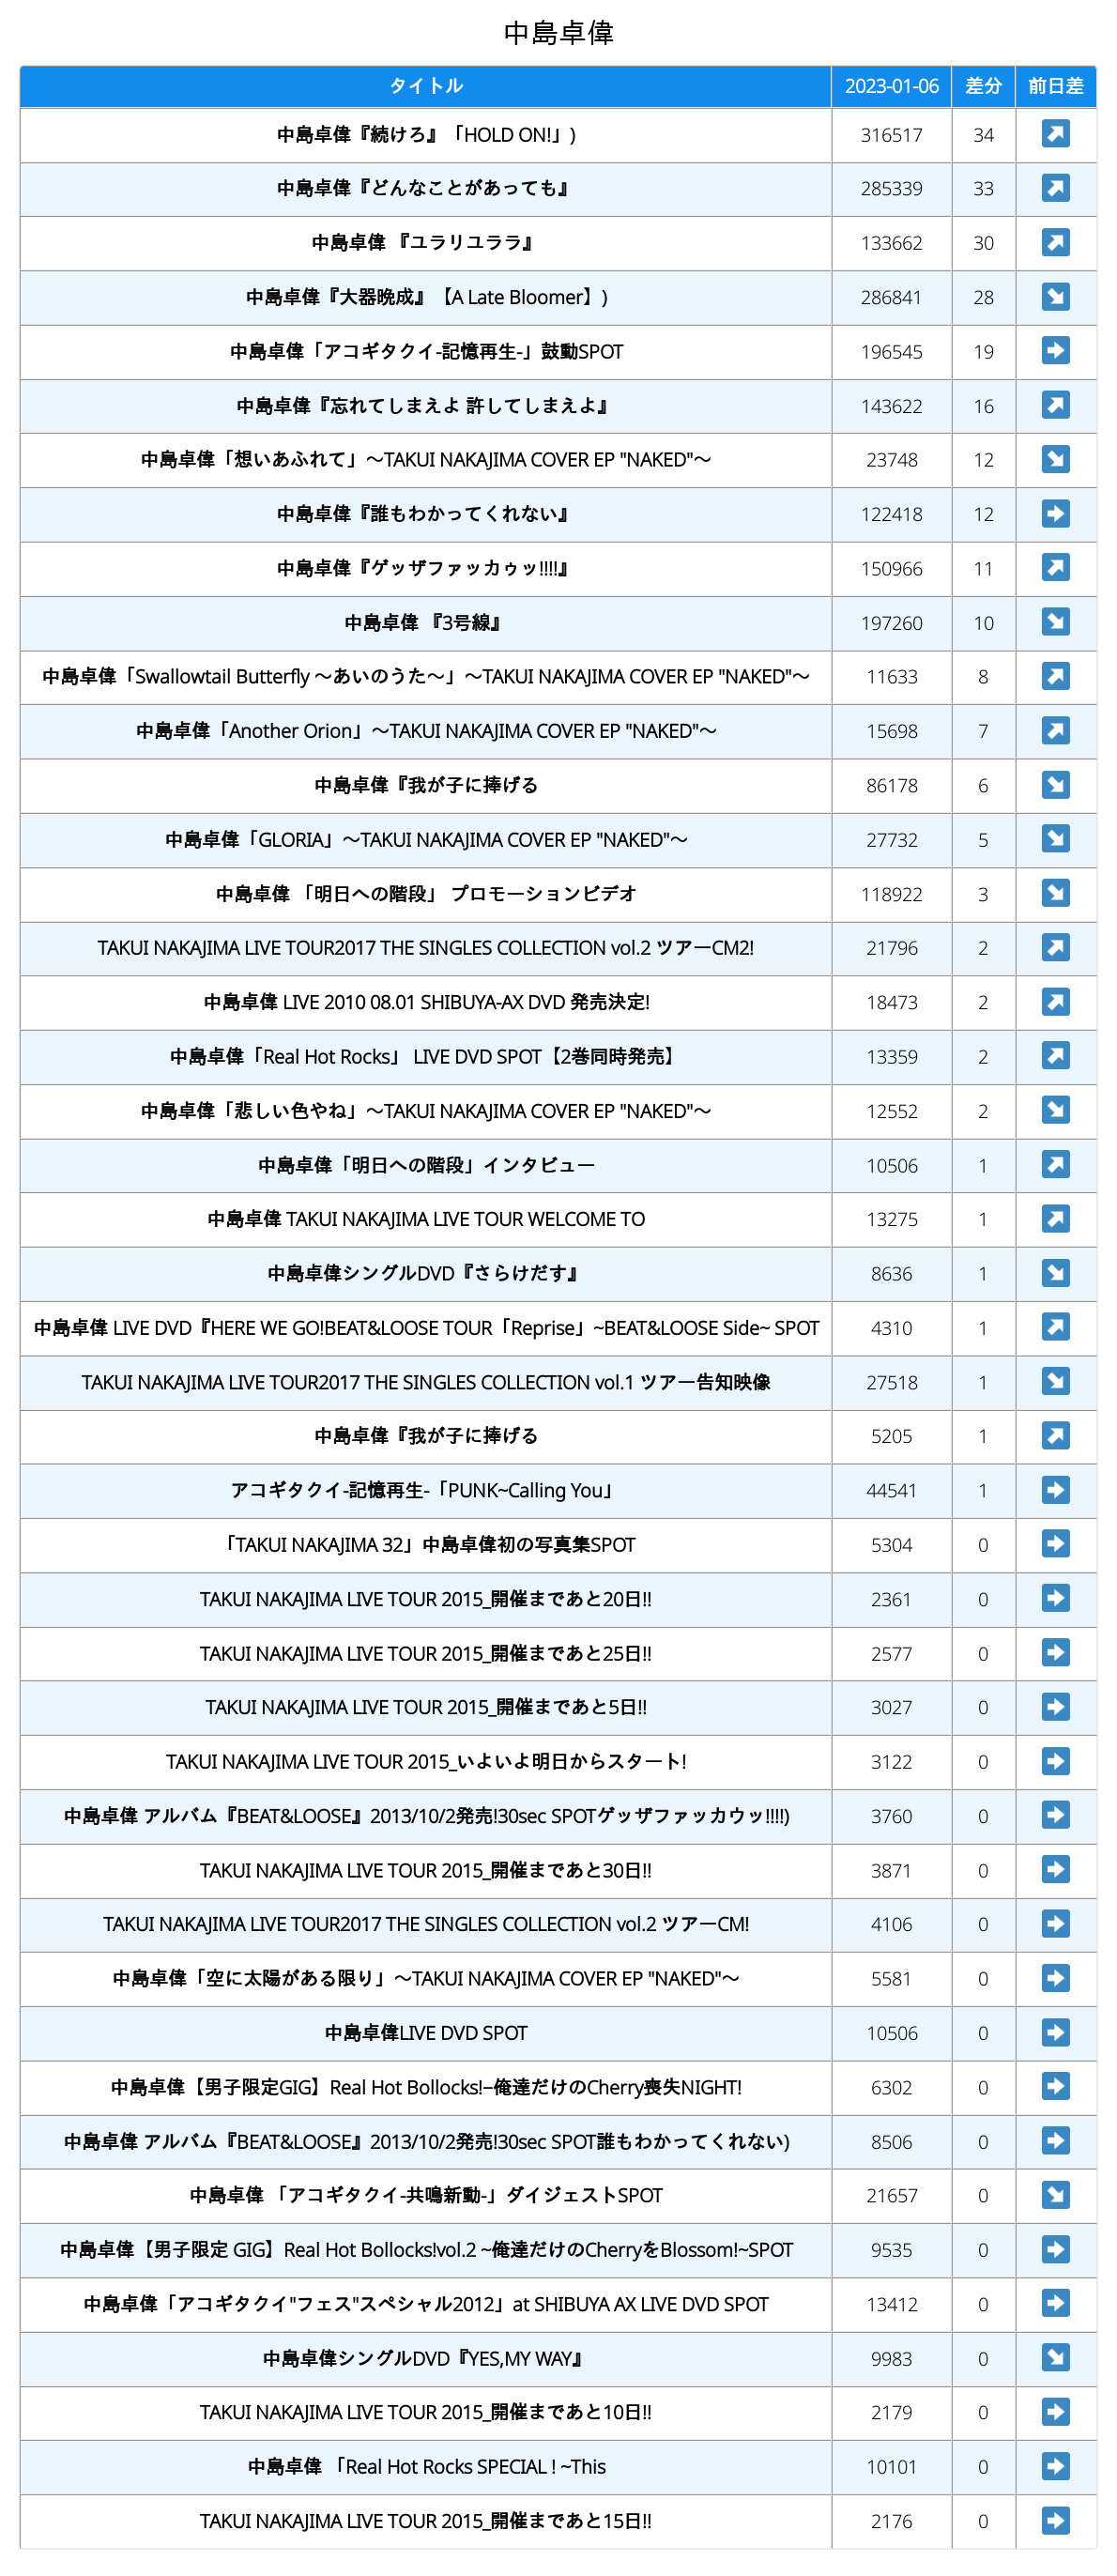 中島卓偉
タイトル 2023-01-06 差分 前日差
中島卓偉『続けろ』「HOLD ON!」) 316517 34 ↗
中島卓偉『どんなことがあっても』 285339 33 ↗
中島卓偉 『ユラリユララ』 133662 30 ↗
中島卓偉『大器晩成』【A Late Bloomer】) 286841 28 ↘
中島卓偉「アコギタクイ-記憶再生-」鼓動SPOT 196545 19 ➡
中島卓偉『忘れてしまえよ 許してしまえよ』 143622 16 ↗
中島卓偉「想いあふれて」〜TAKUI NAKAJIMA COVER EP "NAKED"〜 23748 12 ↘
中島卓偉『誰もわかってくれない』 122418 12 ➡
中島卓偉『ゲッザファッカゥッ!!!!』 150966 11 ↗
中島卓偉 『3号線』 197260 10 ↘
中島卓偉「Swallowtail Butterfly 〜あいのうた〜」〜TAKUI NAKAJIMA COVER EP "NAKED"〜 11633 8 ↗
中島卓偉「Another Orion」〜TAKUI NAKAJIMA COVER EP "NAKED"〜 15698 7 ↗
中島卓偉『我が子に捧げる 86178 6 ↘
中島卓偉「GLORIA」〜TAKUI NAKAJIMA COVER EP "NAKED"〜 27732 5 ↘
中島卓偉 「明日への階段」 プロモーションビデオ 118922 3 ↘
TAKUI NAKAJIMA LIVE TOUR2017 THE SINGLES COLLECTION vol.2 ツアーCM2! 21796 2 ↗
中島卓偉 LIVE 2010 08.01 SHIBUYA-AX DVD 発売決定! 18473 2 ↗
中島卓偉「Real Hot Rocks」 LIVE DVD SPOT【2巻同時発売】 13359 2 ↗
中島卓偉「悲しい色やね」〜TAKUI NAKAJIMA COVER EP "NAKED"〜 12552 2 ↘
中島卓偉「明日への階段」インタビュー 10506 1 ↗
中島卓偉 TAKUI NAKAJIMA LIVE TOUR WELCOME TO 13275 1 ↗
中島卓偉シングルDVD『さらけだす』 8636 1 ↘
中島卓偉 LIVE DVD『HERE WE GO!BEAT&LOOSE TOUR「Reprise」~BEAT&LOOSE Side~ SPOT 4310 1 ↗
TAKUI NAKAJIMA LIVE TOUR2017 THE SINGLES COLLECTION vol.1 ツアー告知映像 27518 1 ↘
中島卓偉『我が子に捧げる 5205 1 ↗
アコギタクイ-記憶再生-「PUNK~Calling You」 44541 1 ➡
「TAKUI NAKAJIMA 32」中島卓偉初の写真集SPOT 5304 0 ➡
TAKUI NAKAJIMA LIVE TOUR 2015_開催まであと20日!! 2361 0 ➡
TAKUI NAKAJIMA LIVE TOUR 2015_開催まであと25日!! 2577 0 ➡
TAKUI NAKAJIMA LIVE TOUR 2015_開催まであと5日!! 3027 0 ➡
TAKUI NAKAJIMA LIVE TOUR 2015_いよいよ明日からスタート! 3122 0 ➡
中島卓偉 アルバム『BEAT&LOOSE』2013/10/2発売!30sec SPOTゲッザファッカウッ!!!!) 3760 0 ➡
TAKUI NAKAJIMA LIVE TOUR 2015_開催まであと30日!! 3871 0 ➡
TAKUI NAKAJIMA LIVE TOUR2017 THE SINGLES COLLECTION vol.2 ツアーCM! 4106 0 ➡
中島卓偉「空に太陽がある限り」〜TAKUI NAKAJIMA COVER EP "NAKED"〜 5581 0 ➡
中島卓偉LIVE DVD SPOT 10506 0 ➡
中島卓偉【男子限定GIG】Real Hot Bollocks!−俺達だけのCherry喪失NIGHT! 6302 0 ➡
中島卓偉 アルバム『BEAT&LOOSE』2013/10/2発売!30sec SPOT誰もわかってくれない) 8506 0 ➡
中島卓偉 「アコギタクイ-共鳴新動-」ダイジェストSPOT 21657 0 ↘
中島卓偉【男子限定 GIG】Real Hot Bollocks!vol.2 ~俺達だけのCherryをBlossom!~SPOT 9535 0 ➡
中島卓偉「アコギタクイ"フェス"スペシャル2012」at SHIBUYA AX LIVE DVD SPOT 13412 0 ➡
中島卓偉シングルDVD『YES,MY WAY』 9983 0 ↘
TAKUI NAKAJIMA LIVE TOUR 2015_開催まであと10日!! 2179 0 ➡
中島卓偉 「Real Hot Rocks SPECIAL ! ~This 10101 0 ➡
TAKUI NAKAJIMA LIVE TOUR 2015_開催まであと15日!! 2176 0 ➡